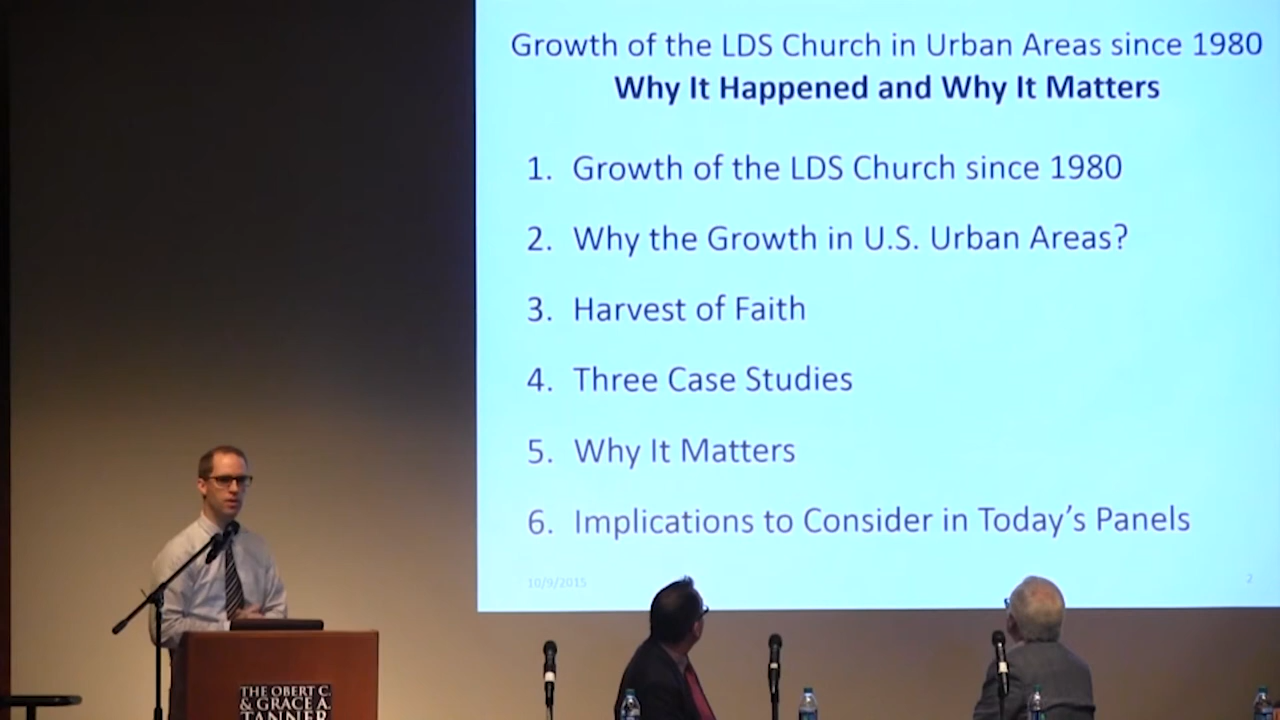 Growth of the LDS Church in Urban Areas since 1980
Why It Happened and Why It Matters
1. Growth of the LDS Church since 1980
2. Why the Growth in U.S. Urban Areas?
3. Harvest of Faith
4. Three Case Studies
5. Why It Matters
6. Implications to Consider in Today's Panels
10/9/2015
2
THE OBERT C.
& GRACE A.
TANNER